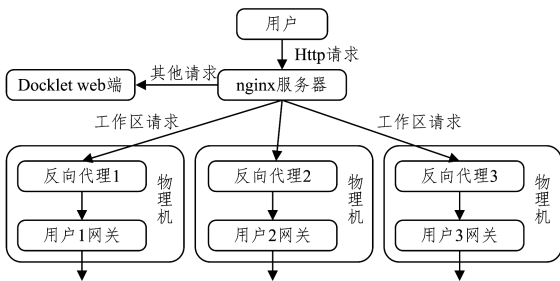 用户
Http请求
其他请求
Docklet web端
nginx服务器
工作区请求
工作区请求
反向代理1
物理机
反向代理2
物理机
反向代理3
物理机
用户1网关
用户2网关
用户3网关